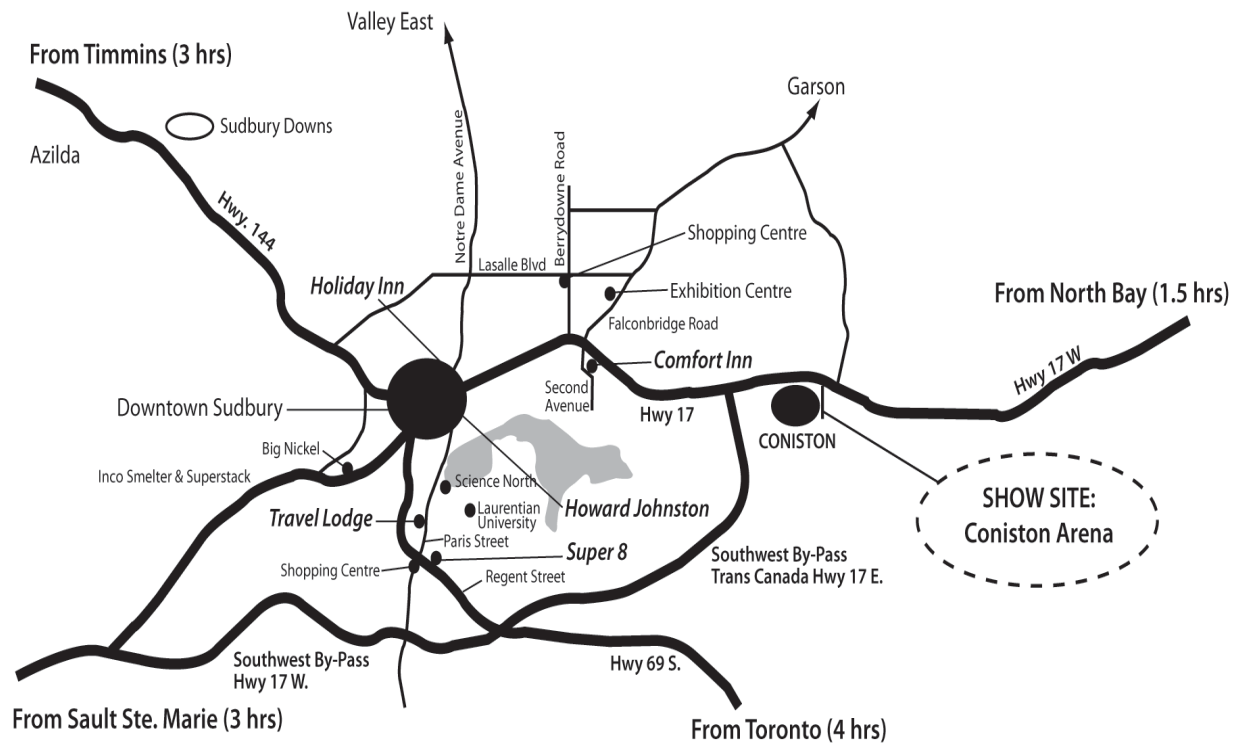 Valley East
From Timmins (3 hrs)
Garson
Sudbury Downs
Azilda
Notre Dame Avenue
Berrydowne Road
Hwy. 144
Shopping Centre
Lasalle Blvd
Holiday Inn
Exhibition Centre
From North Bay (1.5 hrs)
Falconbridge Road
Comfort Inn
Hwy 17 W
Second
Avenue
Downtown Sudbury
Hwy 17
CONISTON
Big Nickel
Inco Smelter & Superstack
Science North
SHOW SITE:
Coniston Arena
Laurentian
University
Howard Johnston
Travel Lodge
Paris Street
Super 8
Southwest By-Pass
Trans Canada Hwy 17 E.
Shopping Centre
Regent Street
Southwest By-Pass
Hwy 17 W.
Hwy 69 S.
From Sault Ste. Marie (3 hrs)
From Toronto (4 hrs)